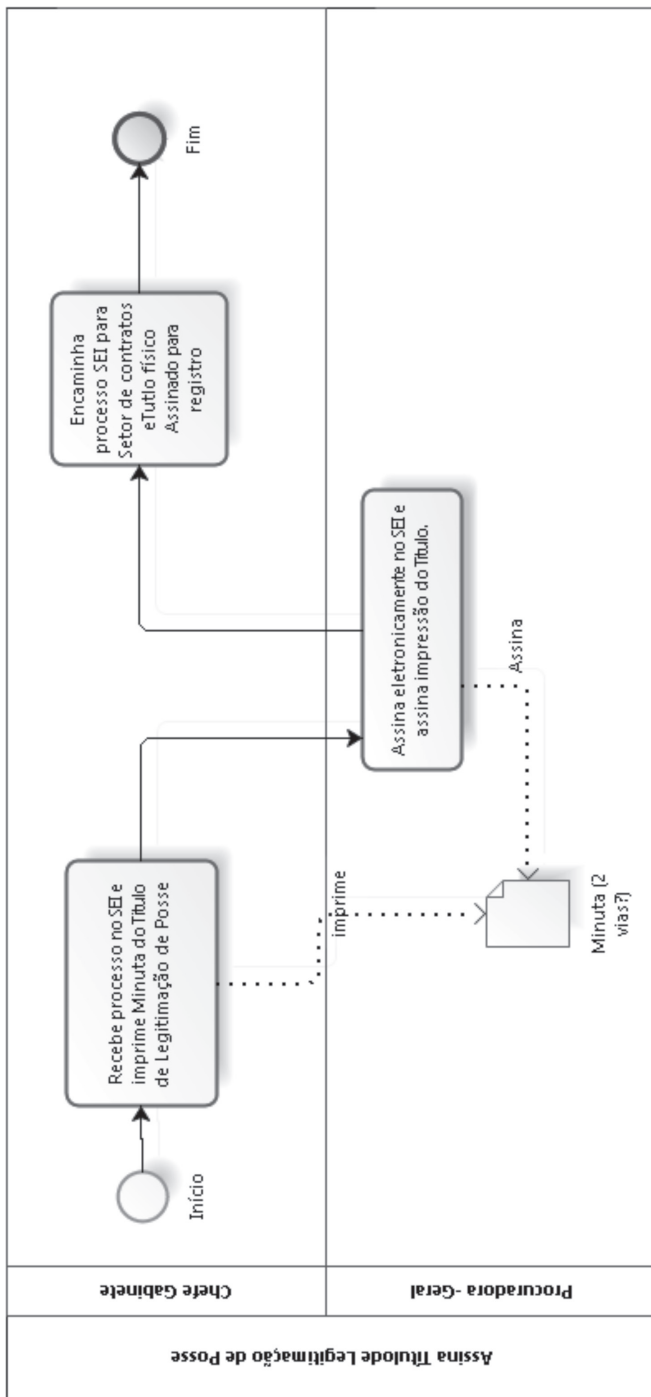 Assina Títulode Legitimação de Posse
Chefe Gabinete
Procuradora-Geral
Início
Recebe processo no SEI e
imprime Minuta do Título
de Legitimação de Posse
imprime
Minuta (2
vias?)
Assina eletronicamente no SEI e
assina impressão do Título.
Assina
Encaminha
processo SEI para
Setor de contratos
eTutlo físico
Assinado para
registro
Fim